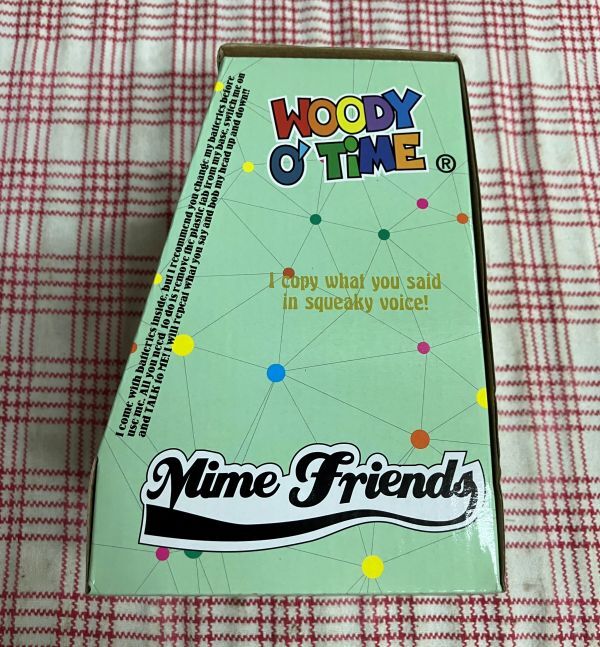 WOODY
O' TiME ®
I copy what you said
in squeaky voice!
I come with batteries inside, but I recommend you change my batteries before
use me. All you need to do is remove the plastic tab from my base, switch me on
and TALK to ME! I will repeat what you say and bob my head up and down!!
Mime Friends